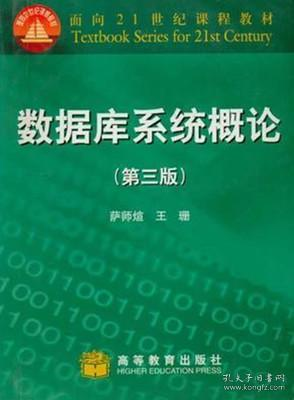 面向21世纪课程教材
Textbook Series for 21st Century
数据库系统概论
(第三版)
萨师煊 王 珊
高等教育出版社
HIGHER EDUCATION PRESS
孔夫子旧书网